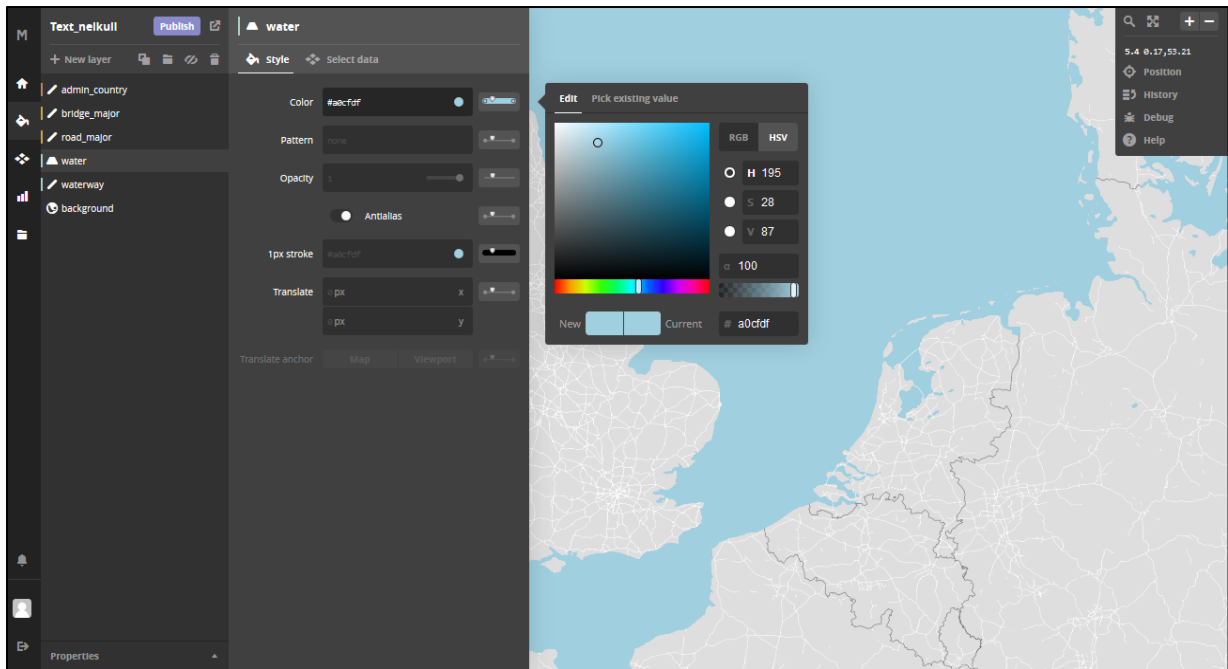 M
Text_nelkull
Publish
+ New layer
admin_country
bridge_major
road_major
water
waterway
background
Properties
water
Style
Select data
Color
#a0cfdf
Pattern
none
Opacity
1
Antialias
1px stroke
#a0cfdf
Translate
0 px x
0 px y
Translate anchor
Map
Viewport
Edit
Pick existing value
RGB
HSV
H 195
S 28
V 87
α 100
New
Current
# a0cfdf
5.4 0.17,53.21
Position
History
Debug
? Help